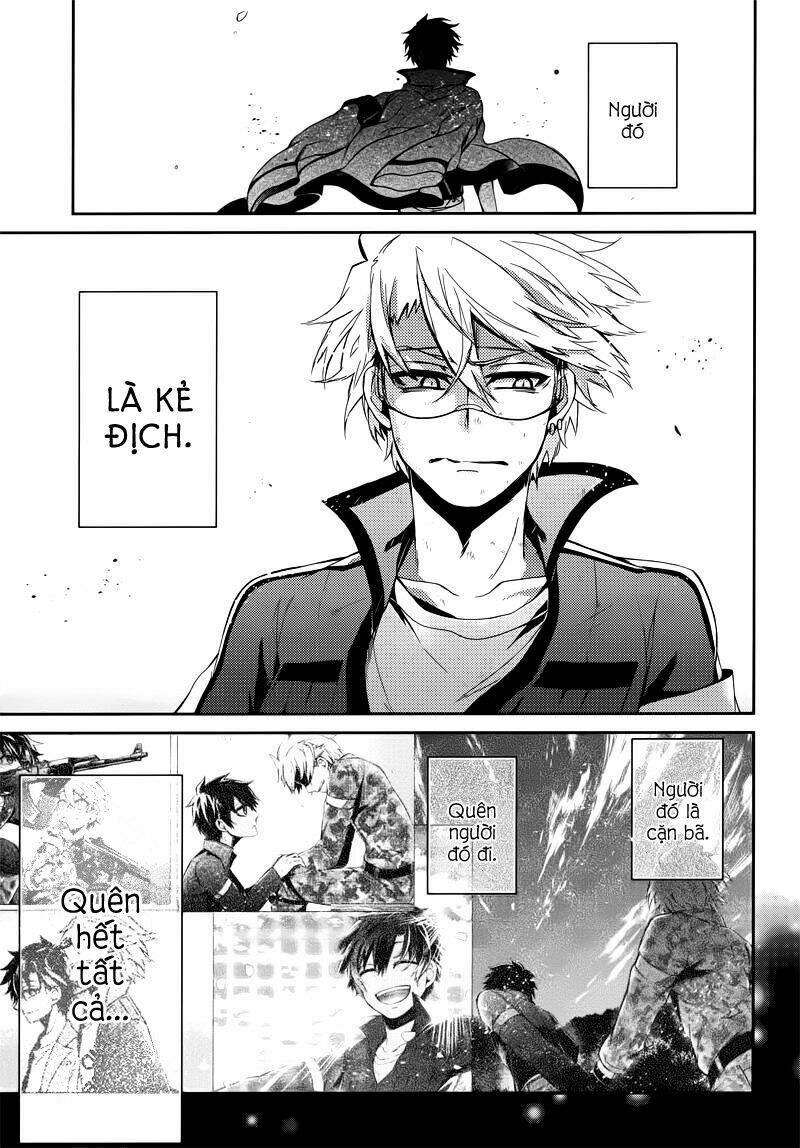 Người
đó
LÀ KẺ
ĐỊCH.
Người
đó là
cặn bã.
Quên
người
đó đi.
Quên
hết
tất
cả...